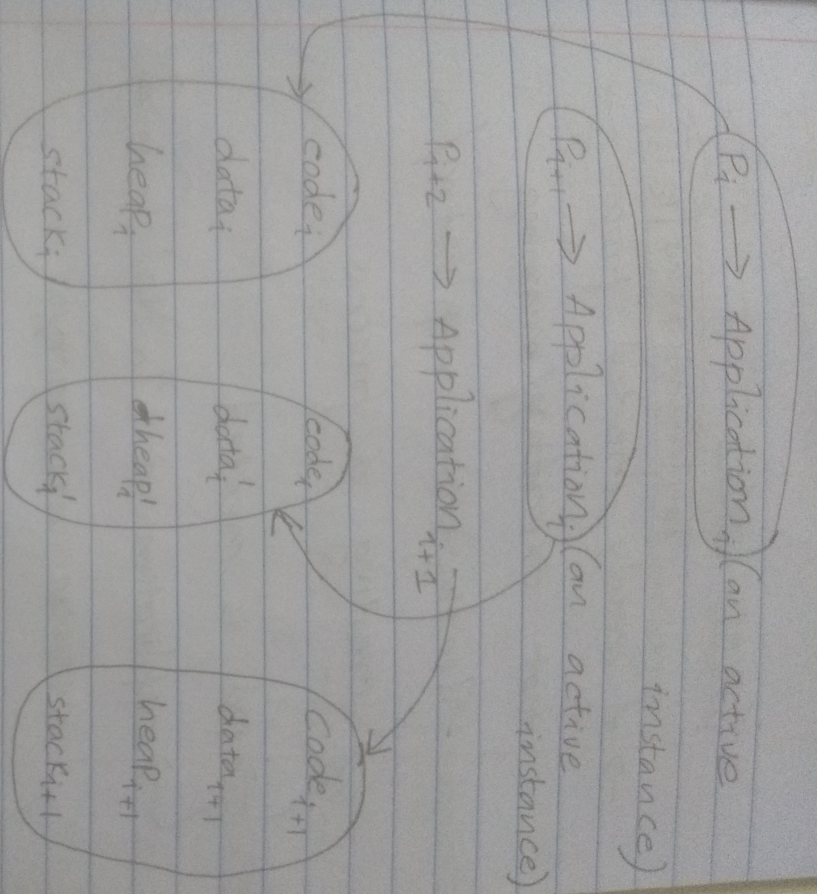 Pᵢ → Applicationᵢ (an active
instance)
Pᵢ₊₁ → Applicationᵢ (an active
instance)
Pᵢ₊₂ → Applicationᵢ₊₁
codeᵢ codeᵢ Codeᵢ₊₁
dataᵢ dataᵢ' dataᵢ₊₁
heapᵢ heapᵢ' heapᵢ₊₁
stackᵢ stackᵢ' stackᵢ₊₁